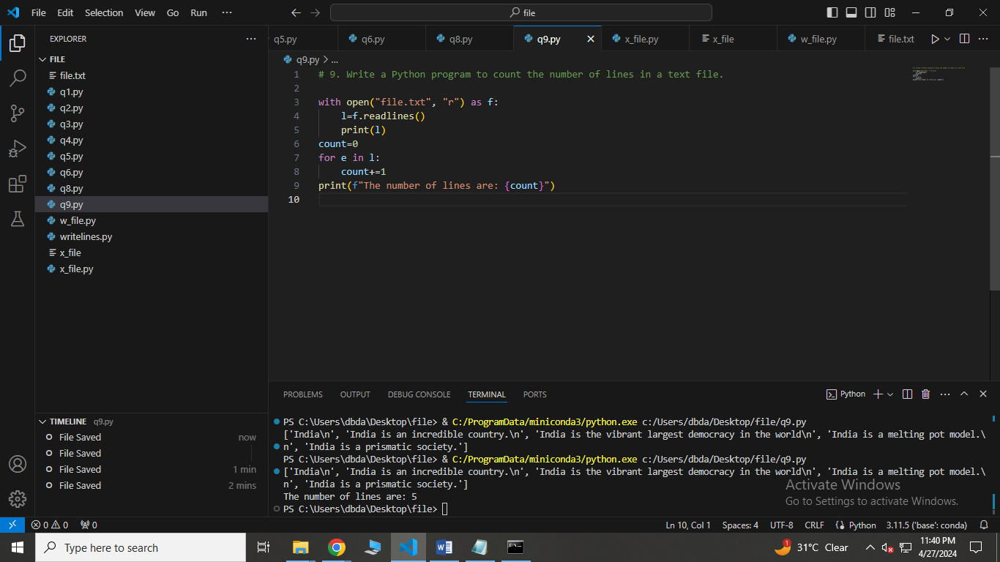 File Edit Selection View Go Run ··· file
EXPLORER
FILE
file.txt
q1.py
q2.py
q3.py
q4.py
q5.py
q6.py
q8.py
q9.py
w_file.py
writelines.py
x_file
x_file.py
TIMELINE q9.py
File Saved now
File Saved
File Saved 1 min
File Saved 2 mins
q5.py q6.py q8.py q9.py x_file.py x_file w_file.py file.txt
q9.py > ...
1 # 9. Write a Python program to count the number of lines in a text file.
2
3 with open("file.txt", "r") as f:
4 l=f.readlines()
5 print(l)
6 count=0
7 for e in l:
8 count+=1
9 print(f"The number of lines are: {count}")
10
PROBLEMS OUTPUT DEBUG CONSOLE TERMINAL PORTS Python
PS C:\Users\dbda\Desktop\file> & C:/ProgramData/miniconda3/python.exe c:/Users/dbda/Desktop/file/q9.py
['India\n', 'India is an incredible country.\n', 'India is the vibrant largest democracy in the world\n', 'India is a melting pot model.\
n', 'India is a prismatic society.']
PS C:\Users\dbda\Desktop\file> & C:/ProgramData/miniconda3/python.exe c:/Users/dbda/Desktop/file/q9.py
['India\n', 'India is an incredible country.\n', 'India is the vibrant largest democracy in the world\n', 'India is a melting pot model.\
n', 'India is a prismatic society.']
The number of lines are: 5
PS C:\Users\dbda\Desktop\file>
Activate Windows
Go to Settings to activate Windows.
0 0 0 Ln 10, Col 1 Spaces: 4 UTF-8 CRLF Python 3.11.5 ('base': conda)
Type here to search 1 31°C Clear 11:40 PM
4/27/2024